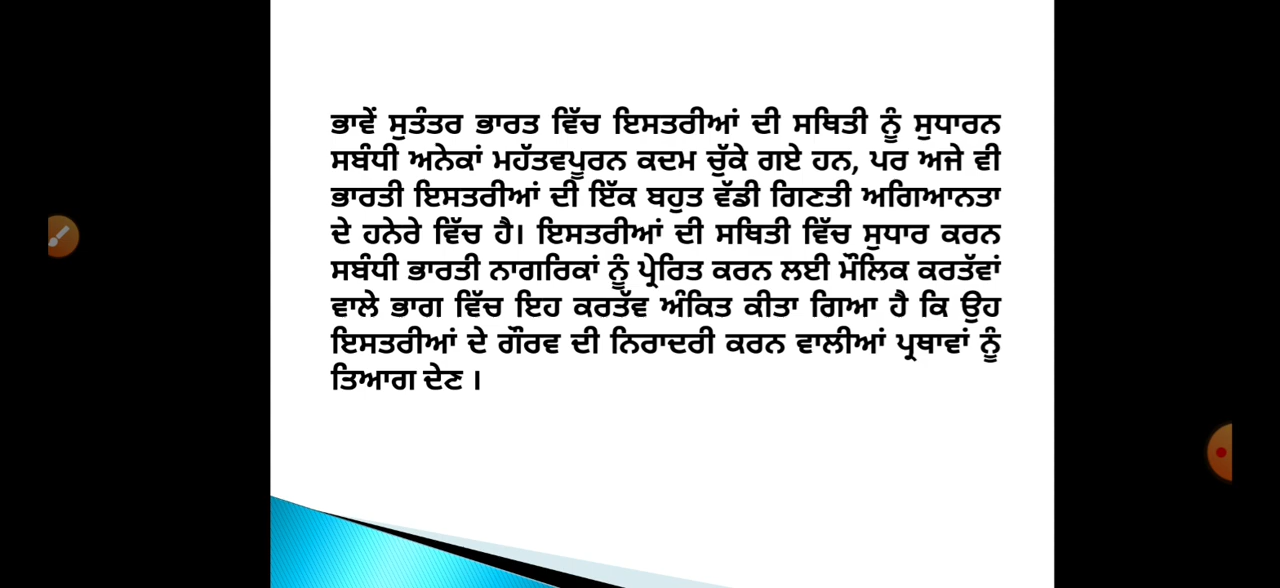 ਭਾਵੇਂ ਸੁਤੰਤਰ ਭਾਰਤ ਵਿੱਚ ਇਸਤਰੀਆਂ ਦੀ ਸਥਿਤੀ ਨੂੰ ਸੁਧਾਰਨ
ਸਬੰਧੀ ਅਨੇਕਾਂ ਮਹੱਤਵਪੂਰਨ ਕਦਮ ਚੁੱਕੇ ਗਏ ਹਨ, ਪਰ ਅਜੇ ਵੀ
ਭਾਰਤੀ ਇਸਤਰੀਆਂ ਦੀ ਇੱਕ ਬਹੁਤ ਵੱਡੀ ਗਿਣਤੀ ਅਗਿਆਨਤਾ
ਦੇ ਹਨੇਰੇ ਵਿੱਚ ਹੈ। ਇਸਤਰੀਆਂ ਦੀ ਸਥਿਤੀ ਵਿੱਚ ਸੁਧਾਰ ਕਰਨ
ਸਬੰਧੀ ਭਾਰਤੀ ਨਾਗਰਿਕਾਂ ਨੂੰ ਪ੍ਰੇਰਿਤ ਕਰਨ ਲਈ ਮੌਲਿਕ ਕਰਤੱਵਾਂ
ਵਾਲੇ ਭਾਗ ਵਿੱਚ ਇਹ ਕਰਤੱਵ ਅੰਕਿਤ ਕੀਤਾ ਗਿਆ ਹੈ ਕਿ ਉਹ
ਇਸਤਰੀਆਂ ਦੇ ਗੌਰਵ ਦੀ ਨਿਰਾਦਰੀ ਕਰਨ ਵਾਲੀਆਂ ਪ੍ਰਥਾਵਾਂ ਨੂੰ
ਤਿਆਗ ਦੇਣ ।